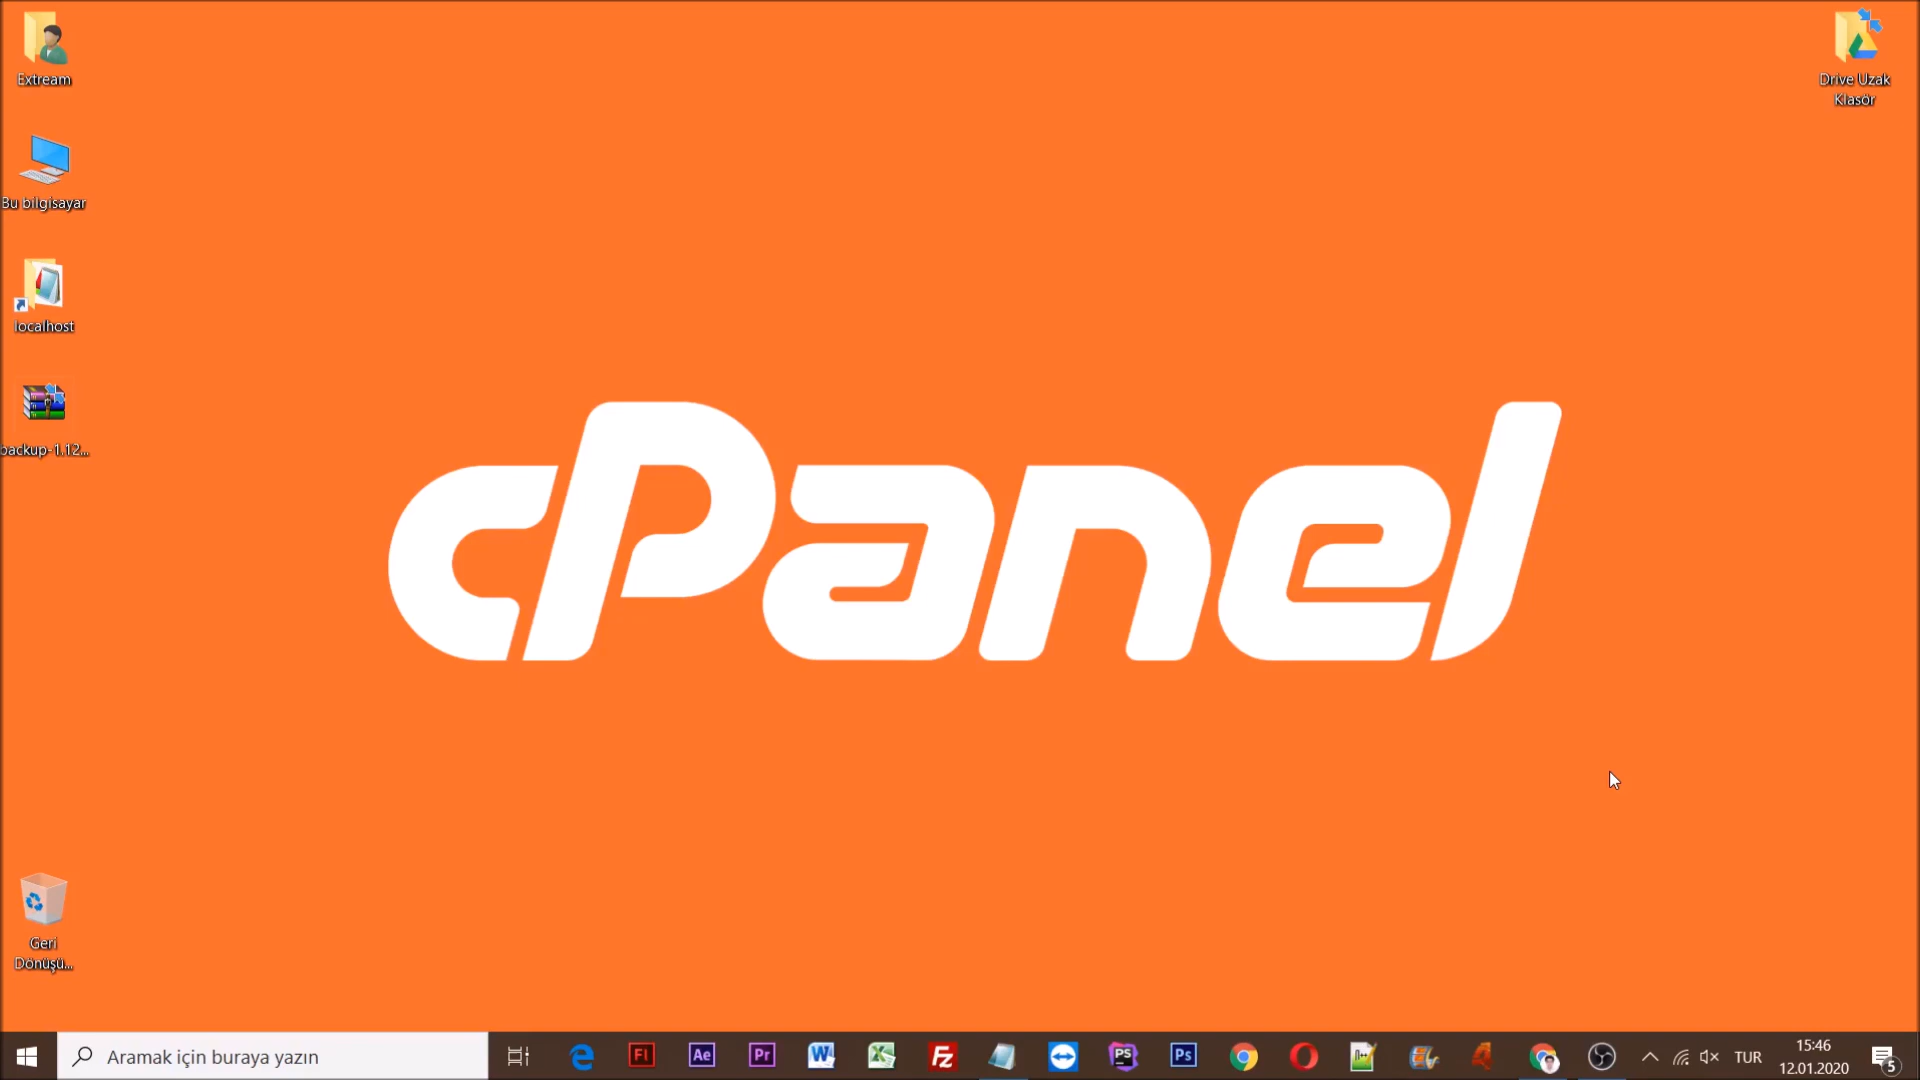 Extream
Drive Uzak
Klasör
Bu bilgisayar
localhost
backup-1.12...
cPanel
Geri
Dönüşü...
Aramak için buraya yazın
Fl
Ae
Pr
W
X
Fz
PS
Ps
TUR
15:46
12.01.2020
5